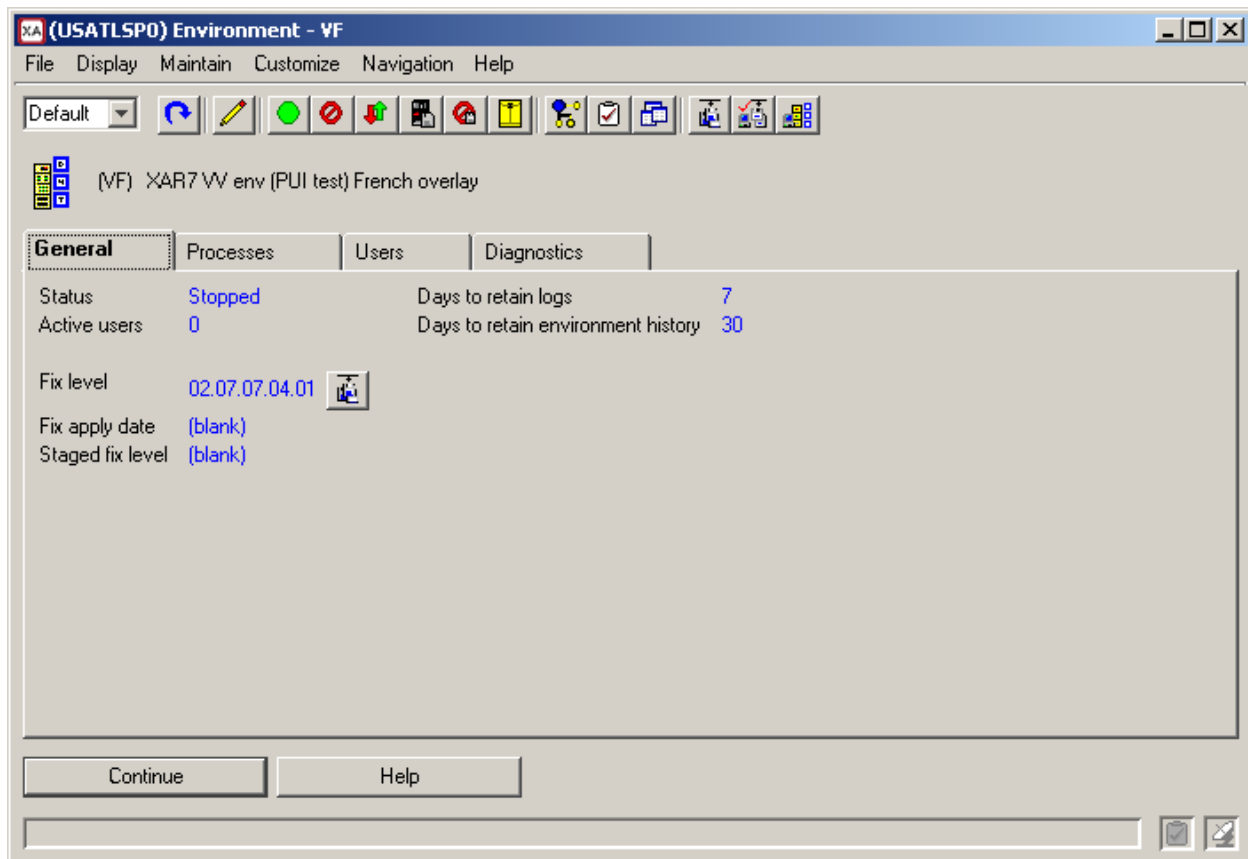 XA (USATLSP0) Environment - VF
File Display Maintain Customize Navigation Help
Default
(VF) XAR7 VV env (PUI test) French overlay
General Processes Users Diagnostics
Status Stopped Days to retain logs 7
Active users 0 Days to retain environment history 30
Fix level 02.07.07.04.01
Fix apply date (blank)
Staged fix level (blank)
Continue Help